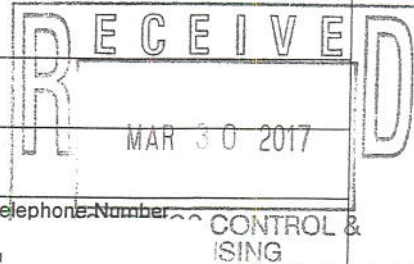 RECEIVED
MAR 30 2017
elephone Number
CONTROL &
ISING